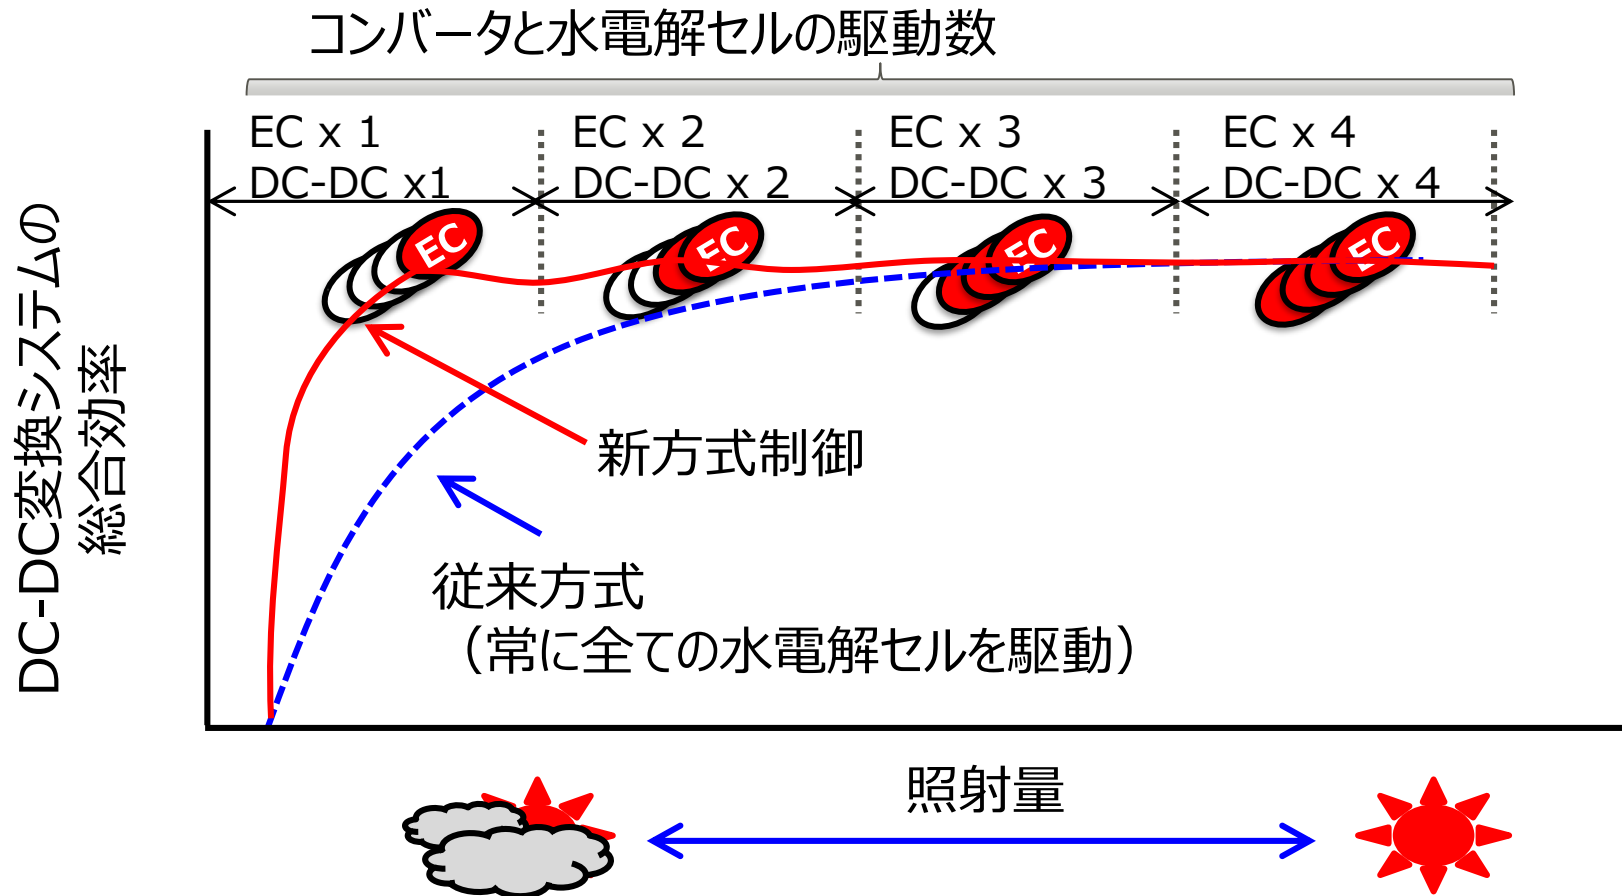 コンバータと水電解セルの駆動数
EC x 1
DC-DC x1
EC x 2
DC-DC x 2
EC x 3
DC-DC x 3
EC x 4
DC-DC x 4
EC
EC
EC
EC
DC-DC変換システムの
総合効率
新方式制御
従来方式
（常に全ての水電解セルを駆動）
照射量